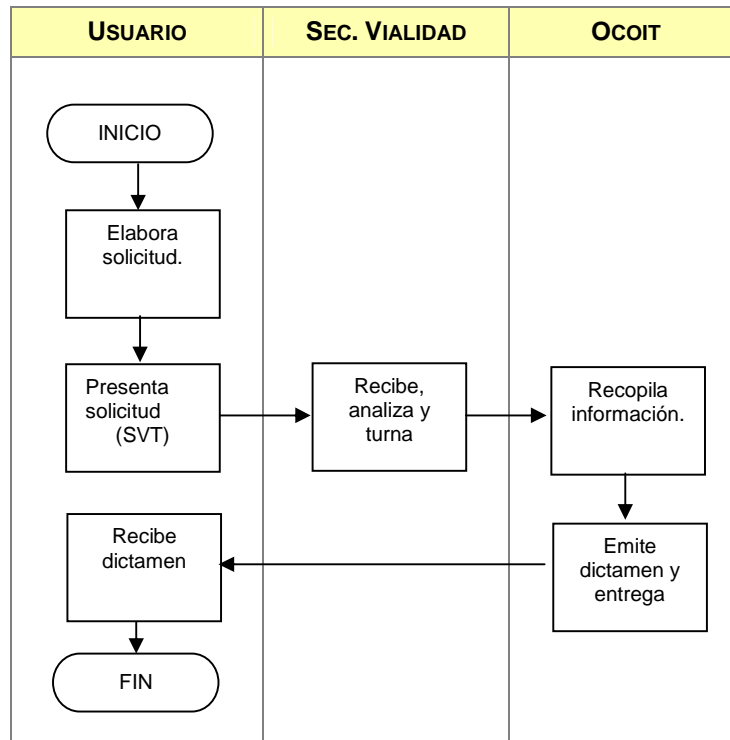 USUARIO
SEC. VIALIDAD
OCOIT
INICIO
Elabora
solicitud.
Presenta
solicitud
(SVT)
Recibe,
analiza y
turna
Recopila
información.
Recibe
dictamen
Emite
dictamen y
entrega
FIN